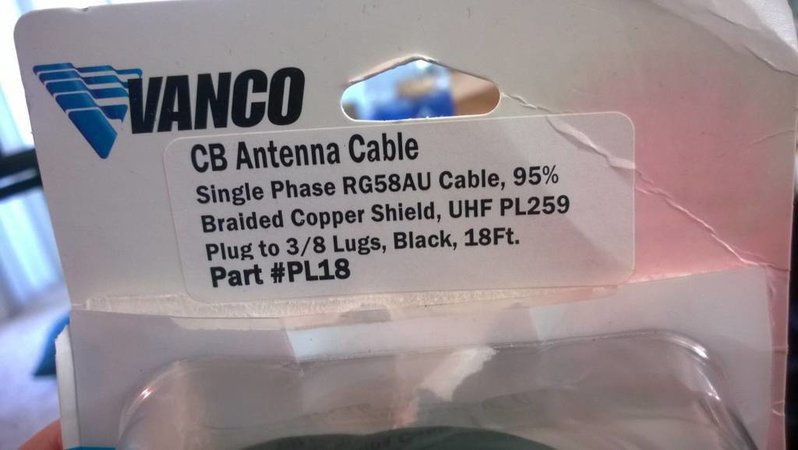 VANCO
CB Antenna Cable
Single Phase RG58AU Cable, 95%
Braided Copper Shield, UHF PL259
Plug to 3/8 Lugs, Black, 18Ft.
Part #PL18